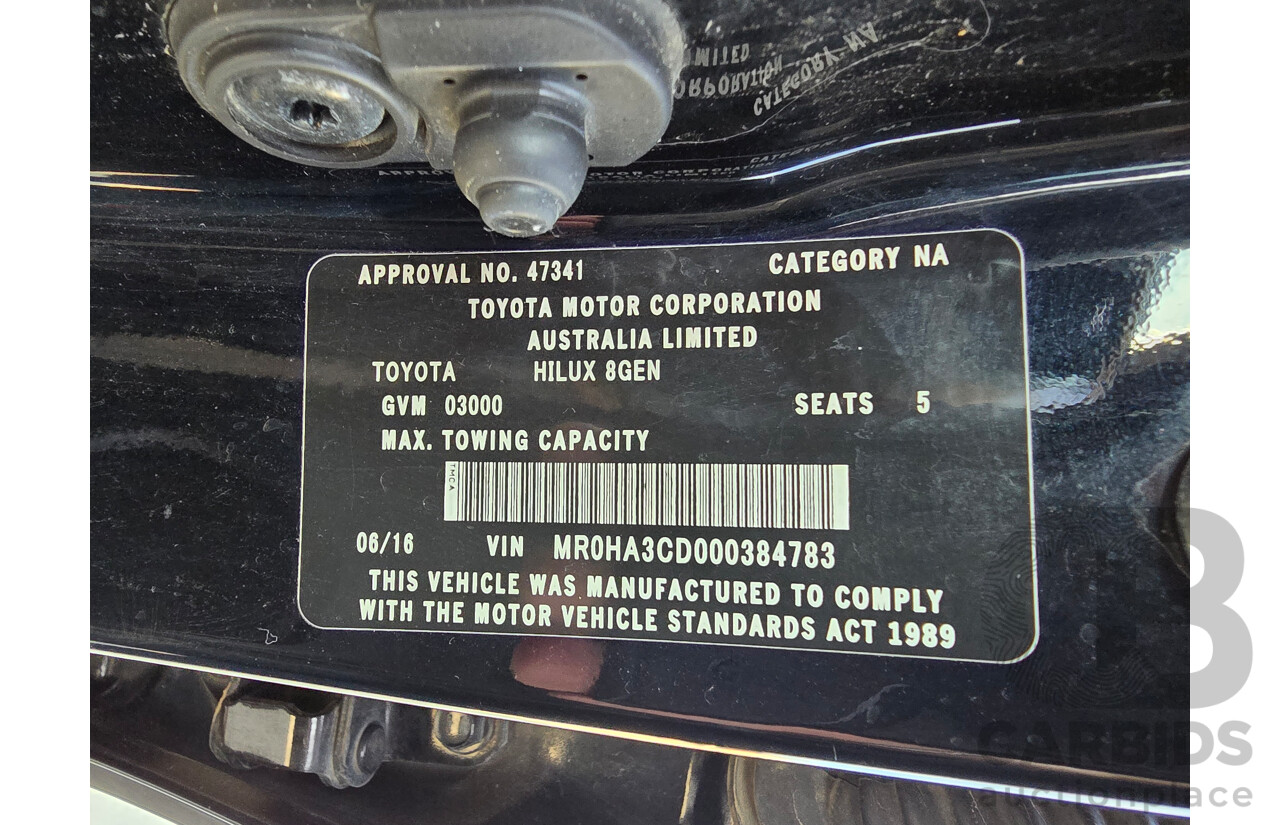 APPROVAL NO. 47341 CATEGORY NA
TOYOTA MOTOR CORPORATION
AUSTRALIA LIMITED
TOYOTA HILUX 8GEN
GVM 03000 SEATS 5
MAX. TOWING CAPACITY
TMCA
06/16 VIN MR0HA3CD000384783
THIS VEHICLE WAS MANUFACTURED TO COMPLY
WITH THE MOTOR VEHICLE STANDARDS ACT 1989
CARBIDS
auctionplace